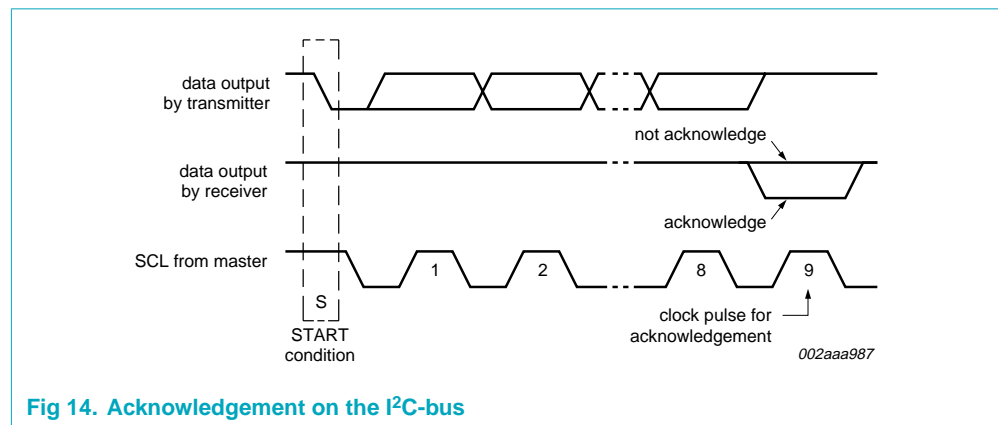 data output
by transmitter
not acknowledge
data output
by receiver
acknowledge
SCL from master
1
2
8
9
S
START
condition
clock pulse for
acknowledgement
002aaa987
Fig 14. Acknowledgement on the I²C-bus